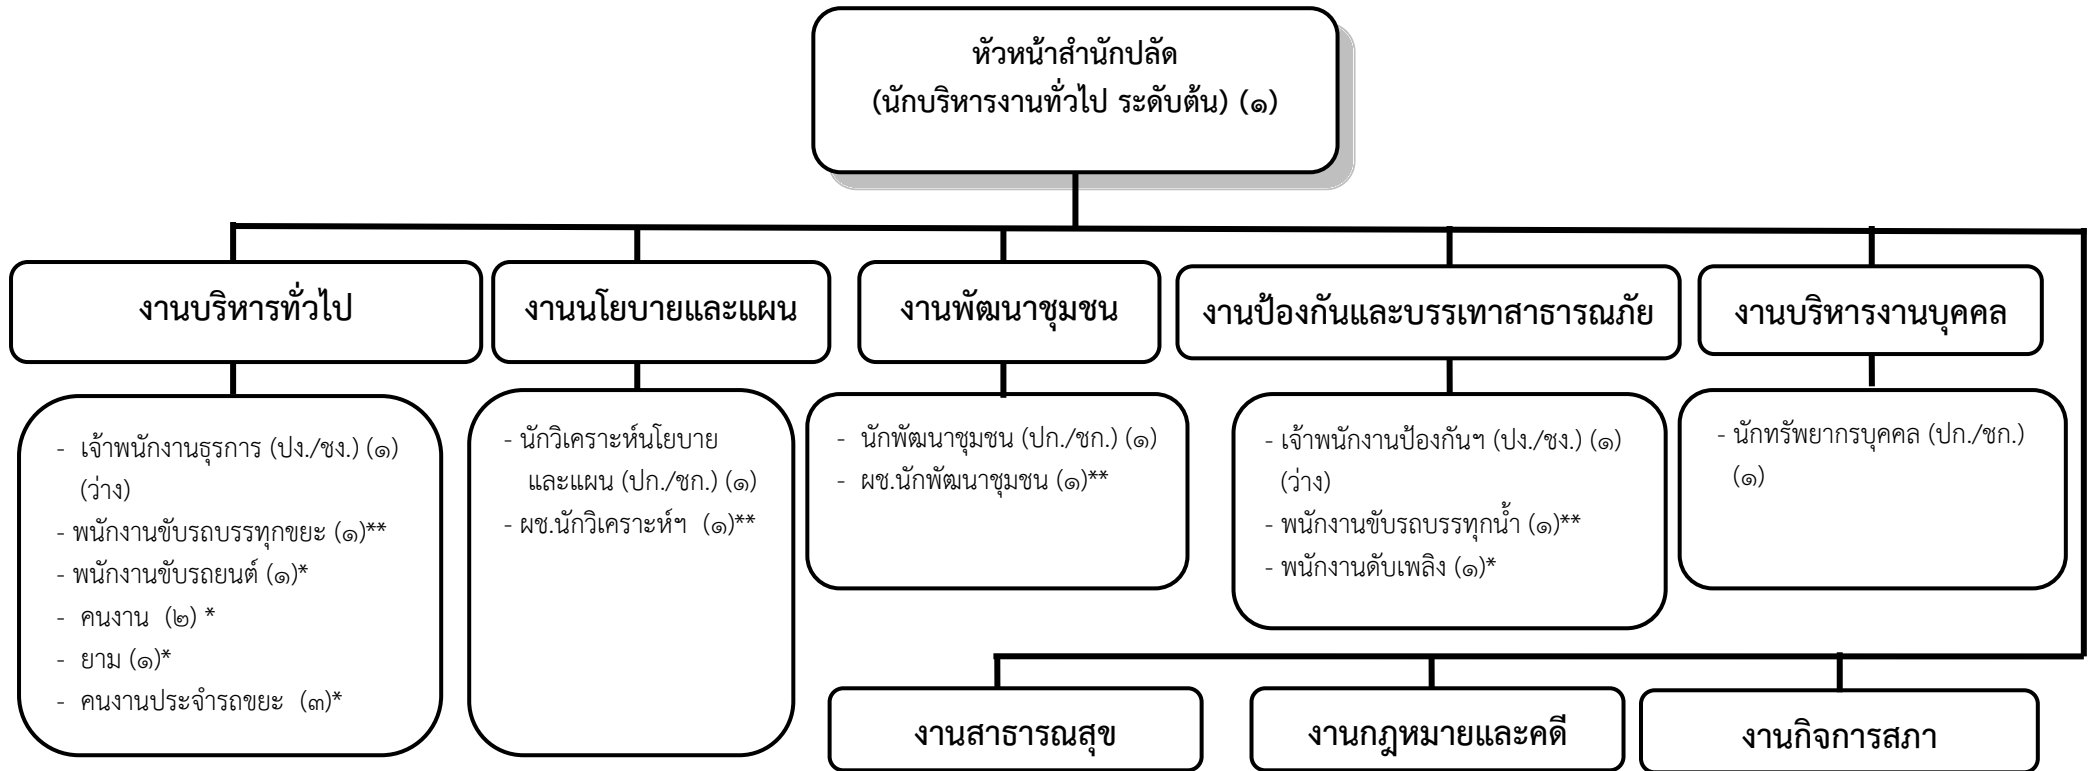 หัวหน้าสำนักปลัด
(นักบริหารงานทั่วไป ระดับต้น) (๑)
งานบริหารทั่วไป
งานนโยบายและแผน
งานพัฒนาชุมชน
งานป้องกันและบรรเทาสาธารณภัย
งานบริหารงานบุคคล
- เจ้าพนักงานธุรการ (ปง./ชง.) (๑)
(ว่าง)
- พนักงานขับรถบรรทุกขยะ (๑)**
- พนักงานขับรถยนต์ (๑)*
- คนงาน (๒) *
- ยาม (๑)*
- คนงานประจำรถขยะ (๓)*
- นักวิเคราะห์นโยบาย
และแผน (ปก./ชก.) (๑)
- ผช.นักวิเคราะห์ฯ (๑)**
- นักพัฒนาชุมชน (ปก./ชก.) (๑)
- ผช.นักพัฒนาชุมชน (๑)**
- เจ้าพนักงานป้องกันฯ (ปง./ชง.) (๑)
(ว่าง)
- พนักงานขับรถบรรทุกน้ำ (๑)**
- พนักงานดับเพลิง (๑)*
- นักทรัพยากรบุคคล (ปก./ชก.)
(๑)
งานสาธารณสุข
งานกฎหมายและคดี
งานกิจการสภา